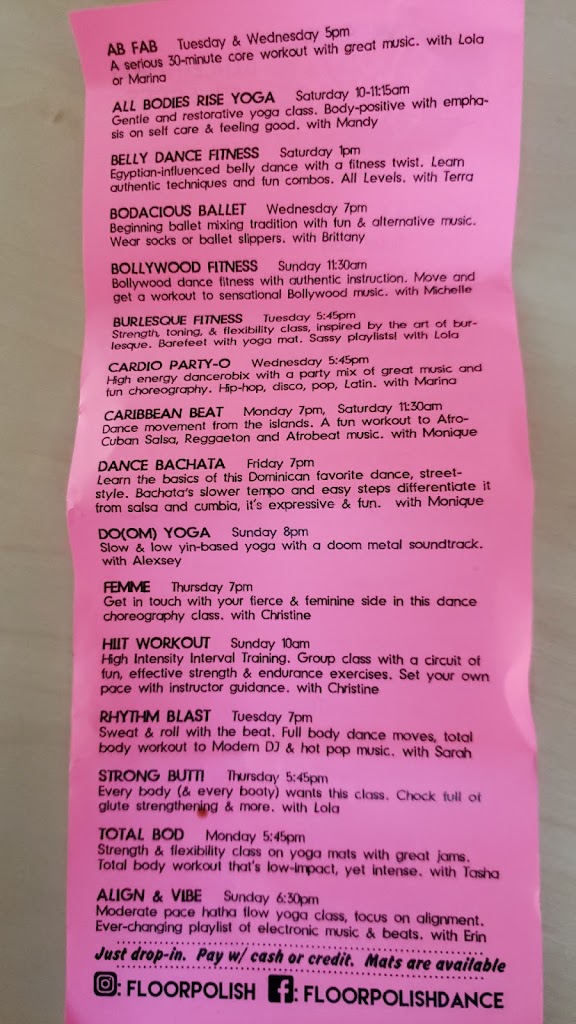 AB FAB Tuesday & Wednesday 5pm
A serious 30-minute core workout with great music. with Lola
or Marina
ALL BODIES RISE YOGA Saturday 10-11:15am
Gentle and restorative yoga class. Body-positive with empha-
sis on self care & feeling good. with Mandy
BELLY DANCE FITNESS Saturday 1pm
Egyptian-influenced belly dance with a fitness twist. Learn
authentic techniques and fun combos. All Levels. with Terra
BODACIOUS BALLET Wednesday 7pm
Beginning ballet mixing tradition with fun & alternative music.
Wear socks or ballet slippers. with Brittany
BOLLYWOOD FITNESS Sunday 11:30am
Bollywood dance fitness with authentic instruction. Move and
get a workout to sensational Bollywood music. with Michelle
BURLESQUE FITNESS Tuesday 5:45pm
Strength, toning, & flexibility class, inspired by the art of bur-
lesque. Barefeet with yoga mat. Sassy playlists! with Lola
CARDIO PARTY-O Wednesday 5:45pm
High energy dancerobix with a party mix of great music and
fun choreography. Hip-hop, disco, pop, Latin. with Marina
CARIBBEAN BEAT Monday 7pm, Saturday 11:30am
Dance movement from the islands. A fun workout to Afro-
Cuban Salsa, Reggaeton and Afrobeat music. with Monique
DANCE BACHATA Friday 7pm
Learn the basics of this Dominican favorite dance, street-
style. Bachata's slower tempo and easy steps differentiate it
from salsa and cumbia, it's expressive & fun. with Monique
DO(OM) YOGA Sunday 8pm
Slow & low yin-based yoga with a doom metal soundtrack.
with Alexsey
FEMME Thursday 7pm
Get in touch with your fierce & feminine side in this dance
choreography class. with Christine
HIIT WORKOUT Sunday 10am
High Intensity Interval Training. Group class with a circuit of
fun, effective strength & endurance exercises. Set your own
pace with instructor guidance. with Christine
RHYTHM BLAST Tuesday 7pm
Sweat & roll with the beat. Full body dance moves, total
body workout to Modern DJ & hot pop music. with Sarah
STRONG BUTT! Thursday 5:45pm
Every body (& every booty) wants this class. Chock full of
glute strengthening & more. with Lola
TOTAL BOD Monday 5:45pm
Strength & flexibility class on yoga mats with great jams.
Total body workout that's low-impact, yet intense. with Tasha
ALIGN & VIBE Sunday 6:30pm
Moderate pace hatha flow yoga class, focus on alignment.
Ever-changing playlist of electronic music & beats. with Erin
Just drop-in. Pay w/ cash or credit. Mats are available
: FLOORPOLISH f: FLOORPOLISHDANCE